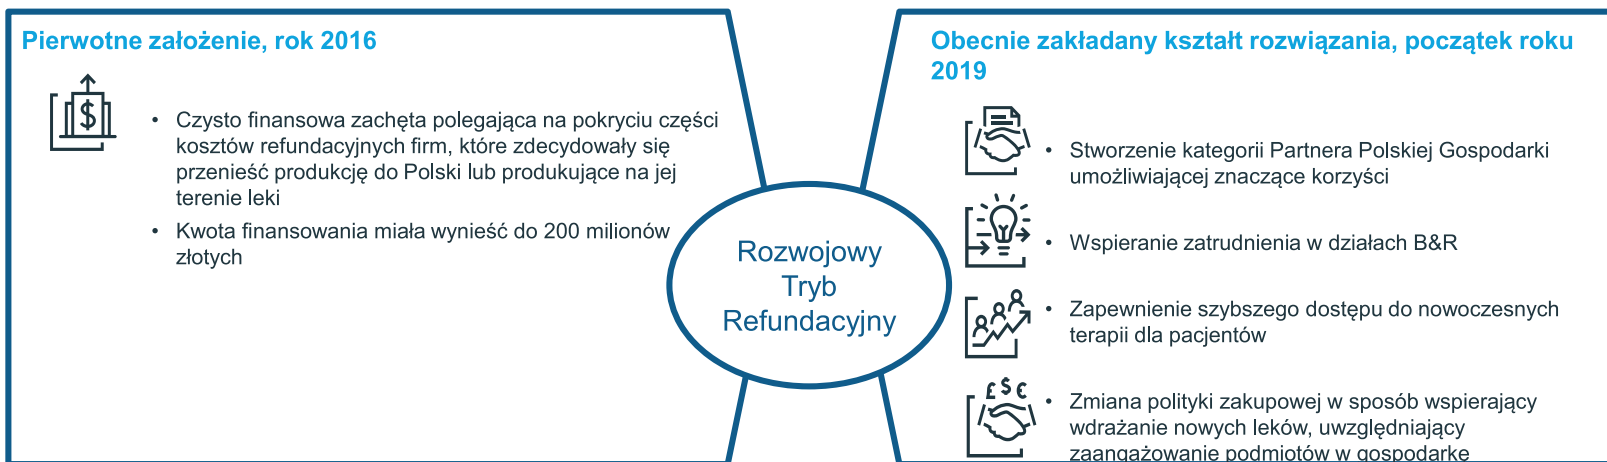 Pierwotne założenie, rok 2016
• Czysto finansowa zachęta polegająca na pokryciu części
kosztów refundacyjnych firm, które zdecydowały się
przenieść produkcję do Polski lub produkujące na jej
terenie leki
• Kwota finansowania miała wynieść do 200 milionów
złotych
Rozwojowy
Tryb
Refundacyjny
Obecnie zakładany kształt rozwiązania, początek roku
2019
• Stworzenie kategorii Partnera Polskiej Gospodarki
umożliwiającej znaczące korzyści
• Wspieranie zatrudnienia w działach B&R
• Zapewnienie szybszego dostępu do nowoczesnych
terapii dla pacjentów
• Zmiana polityki zakupowej w sposób wspierający
wdrażanie nowych leków, uwzględniający
zaangażowanie podmiotów w gospodarkę